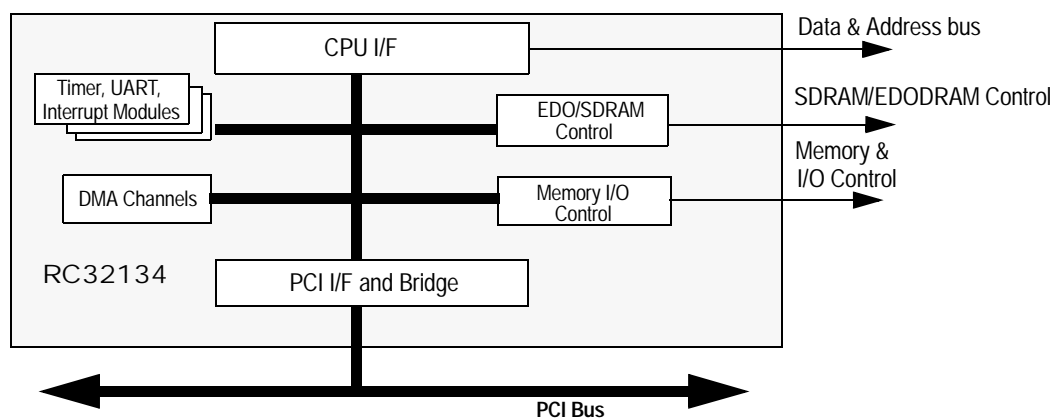 CPU I/F
Data & Address bus
Timer, UART,
Interrupt Modules
EDO/SDRAM
Control
SDRAM/EDODRAM Control
Memory &
I/O Control
DMA Channels
Memory I/O
Control
RC32134
PCI I/F and Bridge
PCI Bus